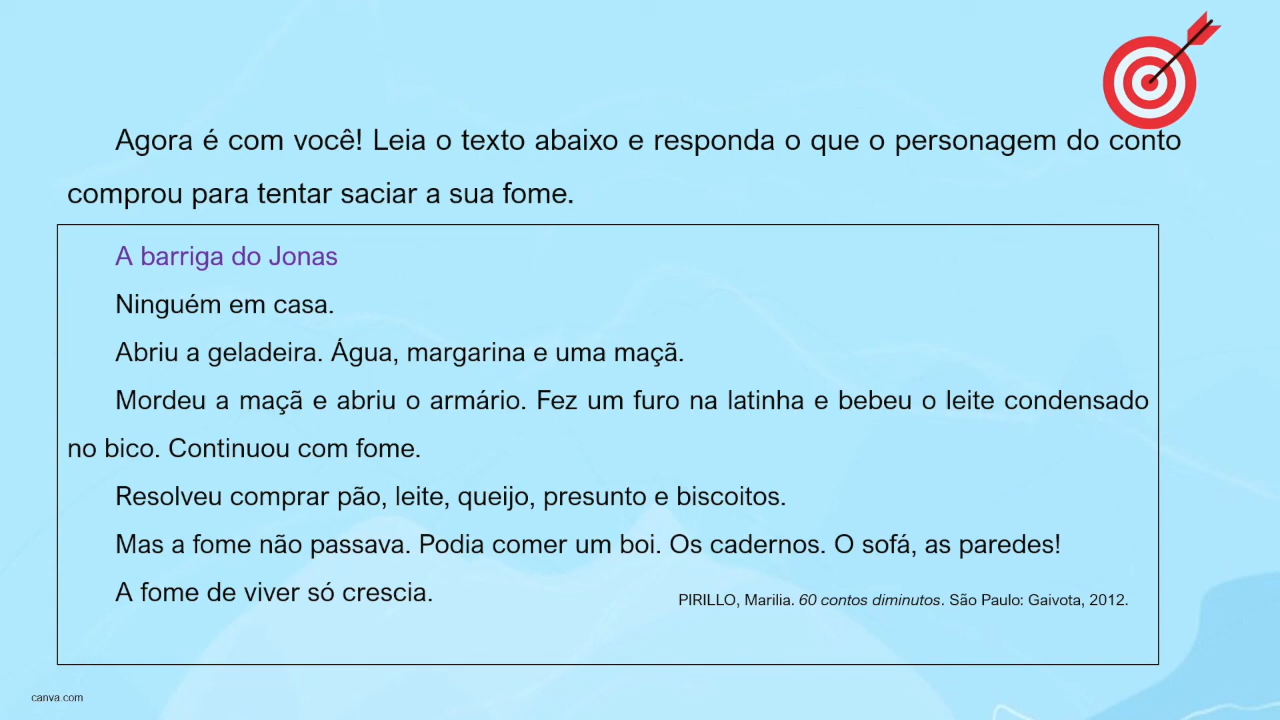 Agora é com você! Leia o texto abaixo e responda o que o personagem do conto
comprou para tentar saciar a sua fome.
A barriga do Jonas
Ninguém em casa.
Abriu a geladeira. Água, margarina e uma maçã.
Mordeu a maçã e abriu o armário. Fez um furo na latinha e bebeu o leite condensado
no bico. Continuou com fome.
Resolveu comprar pão, leite, queijo, presunto e biscoitos.
Mas a fome não passava. Podia comer um boi. Os cadernos. O sofá, as paredes!
A fome de viver só crescia.
PIRILLO, Marilia. 60 contos diminutos. São Paulo: Gaivota, 2012.
canva.com